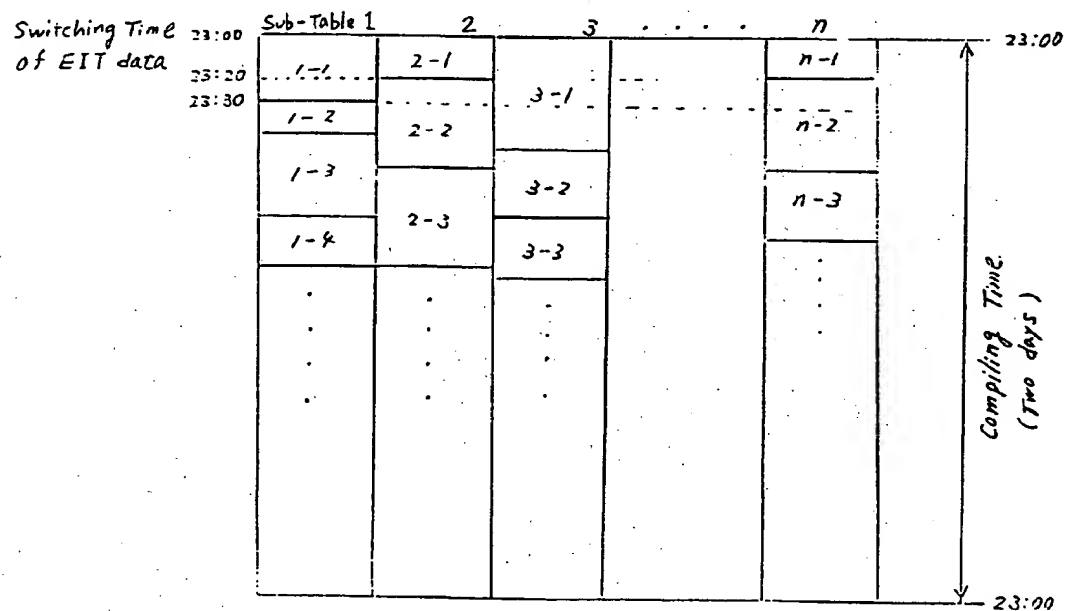 Switching Time
of EIT data
Sub-Table 1 2 3 . . . . . n
23:00 23:00
23:20
23:30
1-1 2-1 3-1 n-1
1-2 2-2 n-2
1-3 3-2 n-3
1-4 2-3 3-3
Compiling Time
(Two days)
23:00